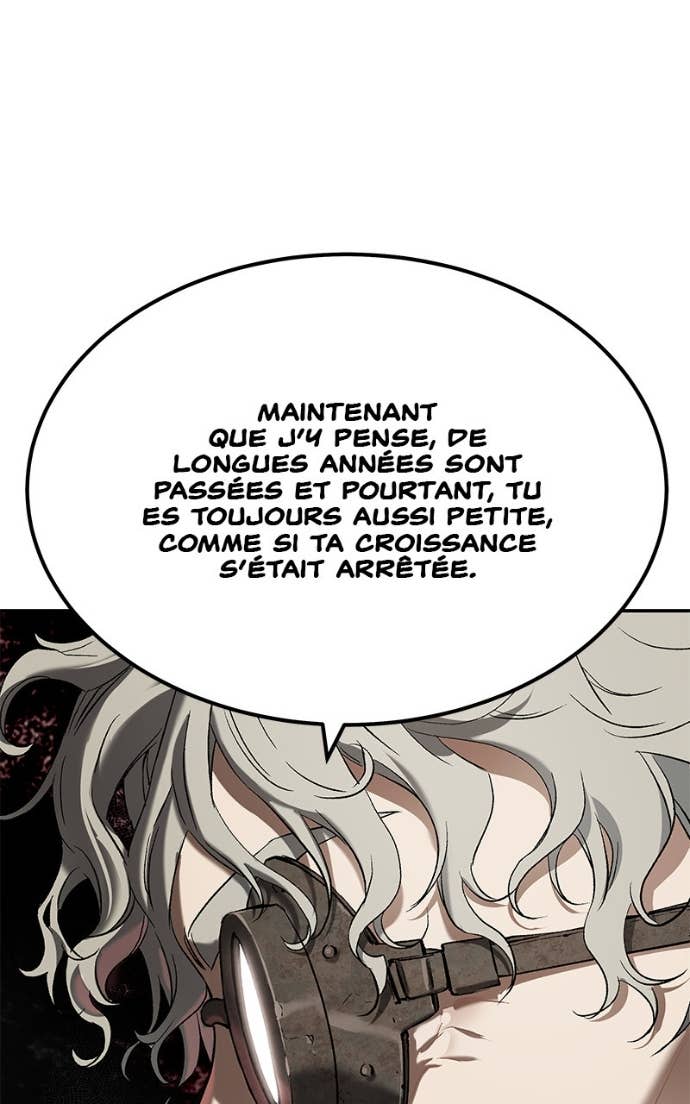 MAINTENANT
QUE J'Y PENSE, DE
LONGUES ANNÉES SONT
PASSÉES ET POURTANT, TU
ES TOUJOURS AUSSI PETITE,
COMME SI TA CROISSANCE
S'ÉTAIT ARRÊTÉE.